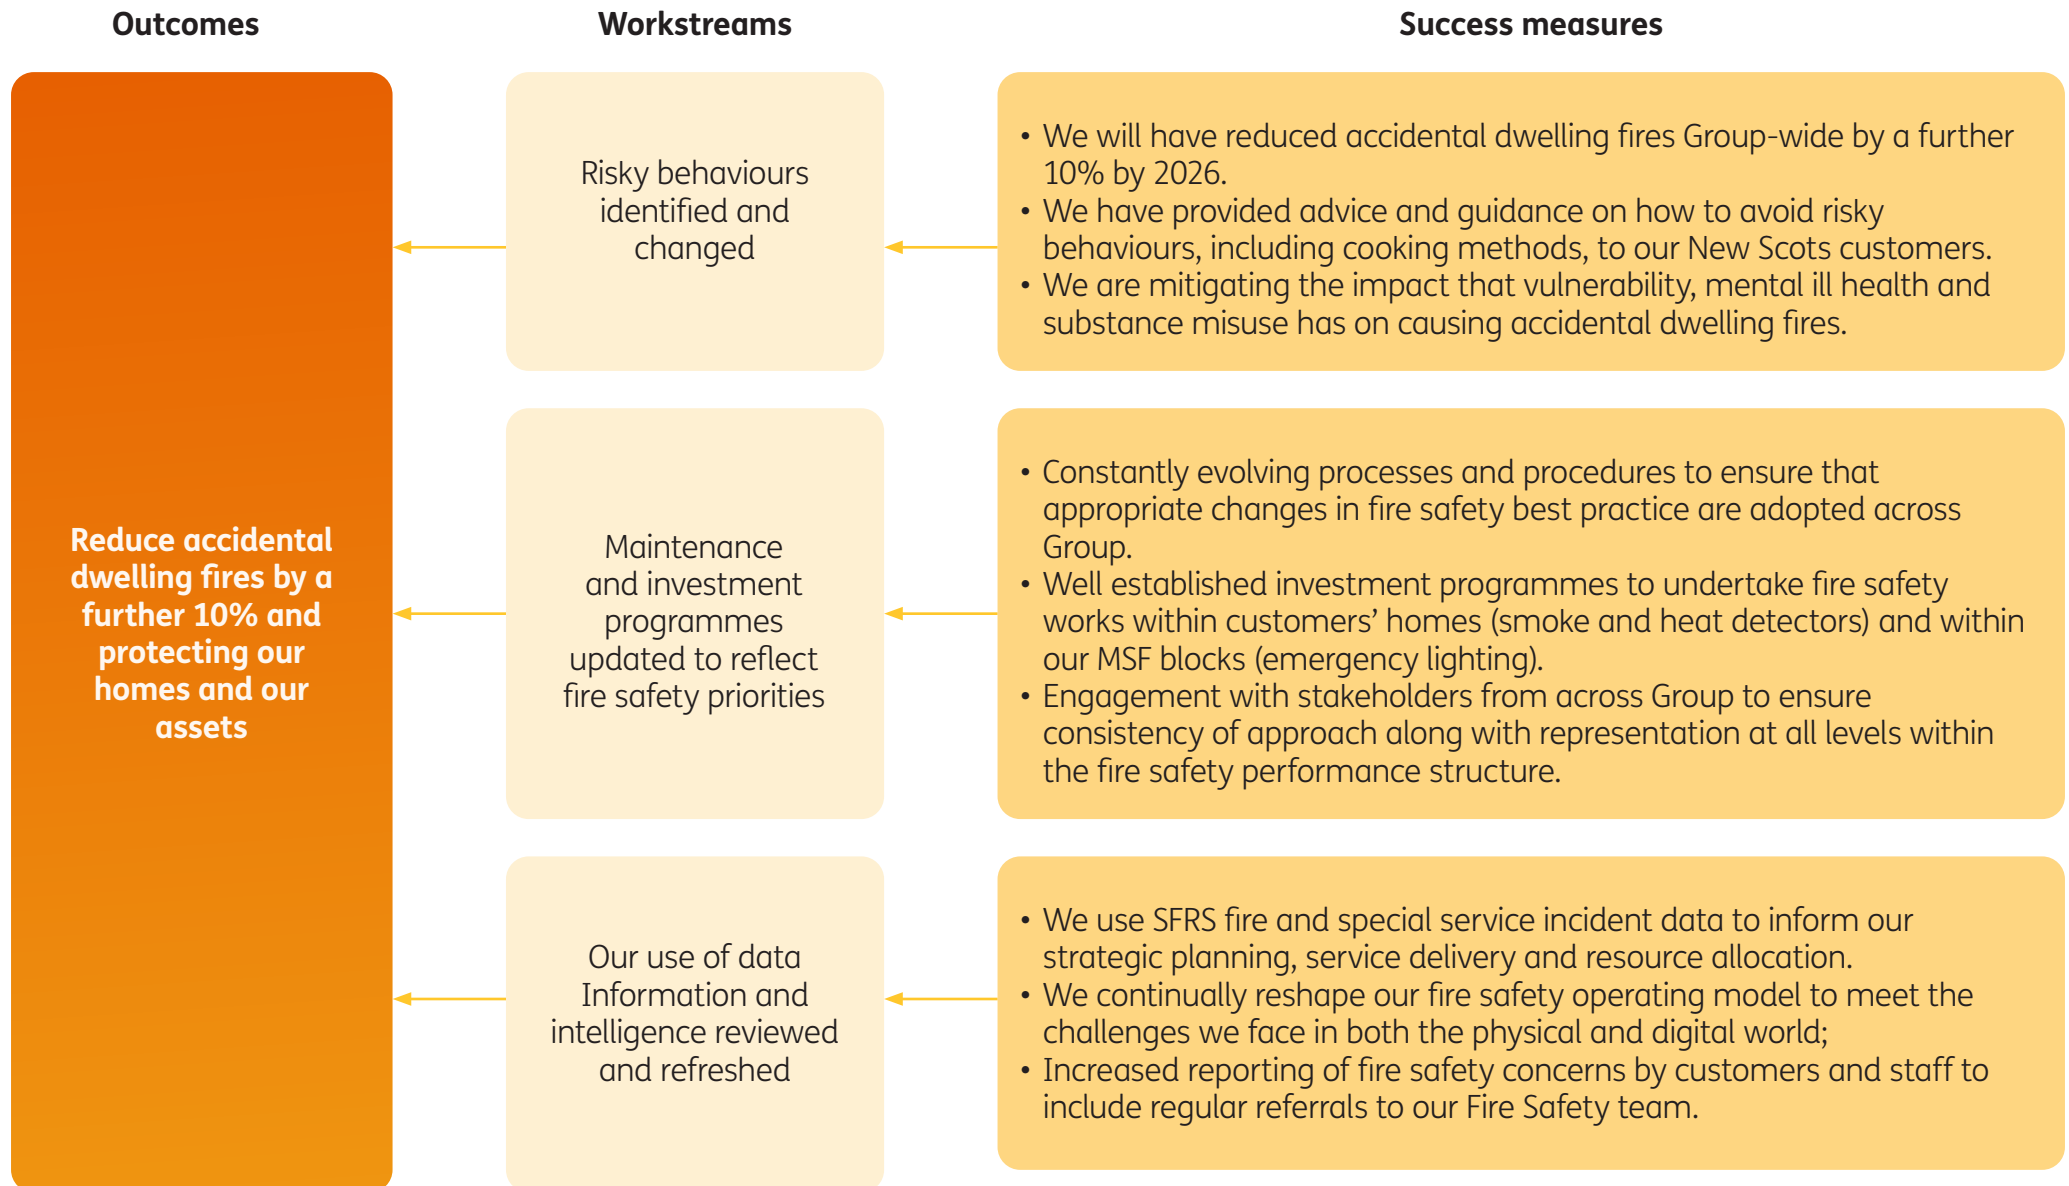 Outcomes
Workstreams
Success measures
Reduce accidental
dwelling fires by a
further 10% and
protecting our
homes and our
assets
Risky behaviours
identified and
changed
• We will have reduced accidental dwelling fires Group-wide by a further
10% by 2026.
• We have provided advice and guidance on how to avoid risky
behaviours, including cooking methods, to our New Scots customers.
• We are mitigating the impact that vulnerability, mental ill health and
substance misuse has on causing accidental dwelling fires.
Maintenance
and investment
programmes
updated to reflect
fire safety priorities
• Constantly evolving processes and procedures to ensure that
appropriate changes in fire safety best practice are adopted across
Group.
• Well established investment programmes to undertake fire safety
works within customers’ homes (smoke and heat detectors) and within
our MSF blocks (emergency lighting).
• Engagement with stakeholders from across Group to ensure
consistency of approach along with representation at all levels within
the fire safety performance structure.
Our use of data
Information and
intelligence reviewed
and refreshed
• We use SFRS fire and special service incident data to inform our
strategic planning, service delivery and resource allocation.
• We continually reshape our fire safety operating model to meet the
challenges we face in both the physical and digital world;
• Increased reporting of fire safety concerns by customers and staff to
include regular referrals to our Fire Safety team.